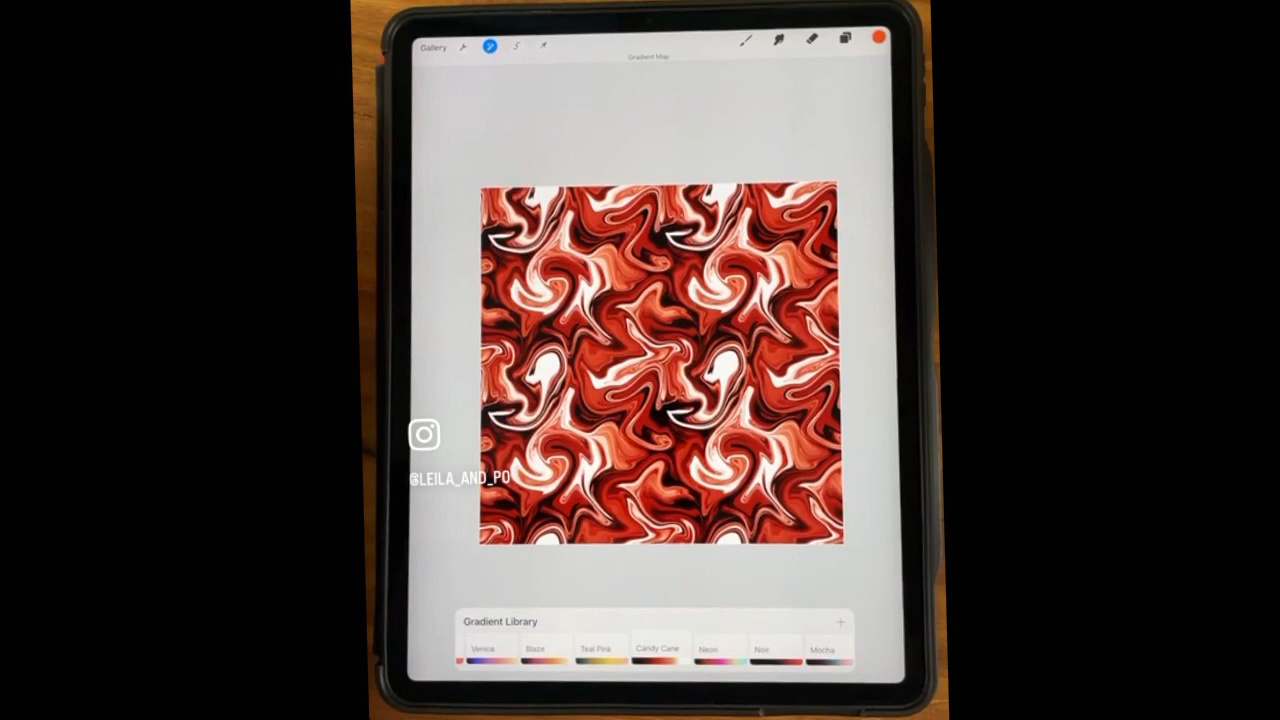 Gallery
Gradient Map
@LEILA_AND_PO
Gradient Library
Venice Blaze Teal Pink Candy Cane Neon Noir Mocha